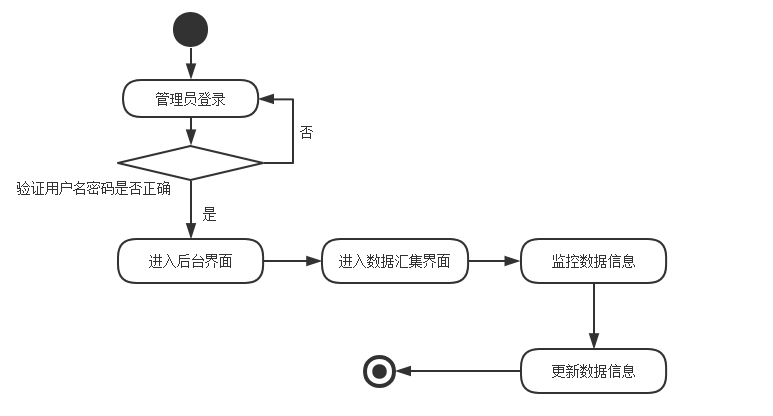 管理员登录
否
验证用户名密码是否正确
是
进入后台界面
进入数据汇集界面
监控数据信息
更新数据信息